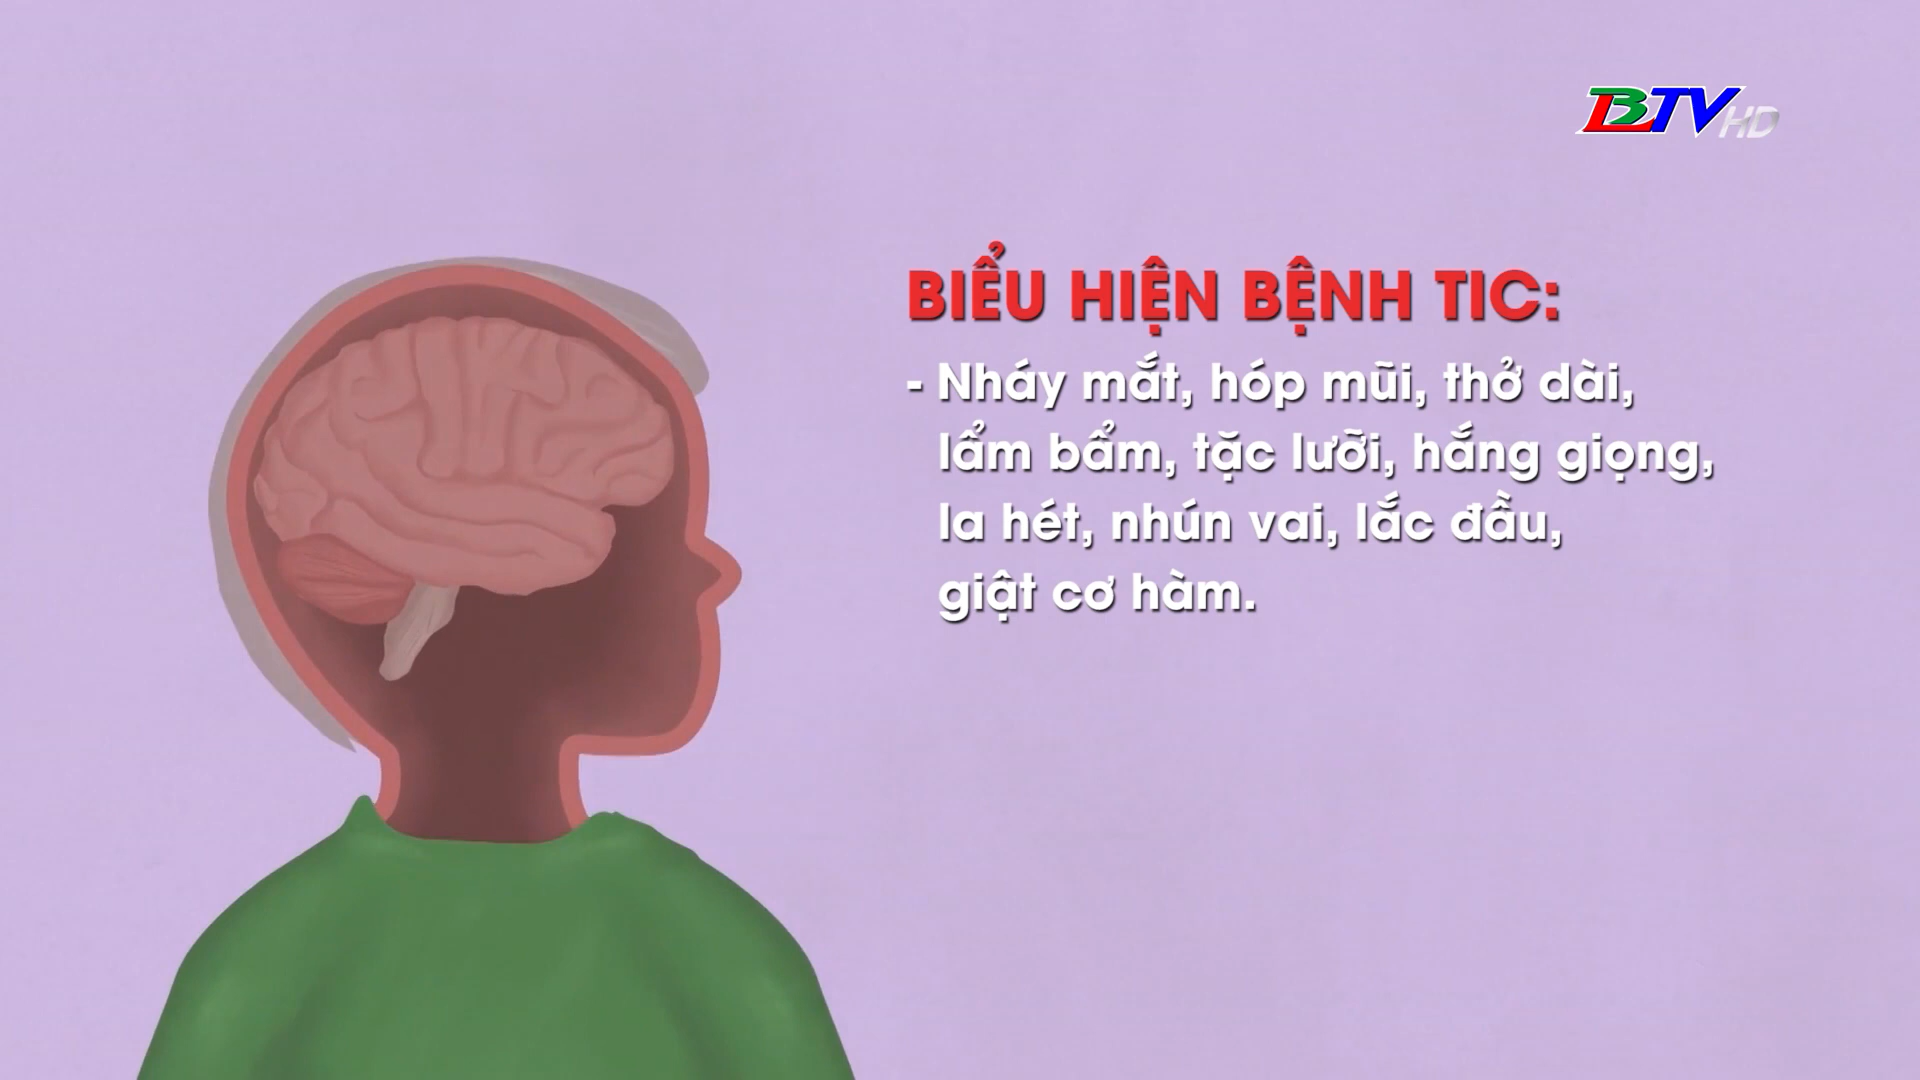 BTV HD
BIỂU HIỆN BỆNH TIC:
- Nháy mắt, hóp mũi, thở dài,
lẩm bẩm, tặc lưỡi, hắng giọng,
la hét, nhún vai, lắc đầu,
giật cơ hàm.